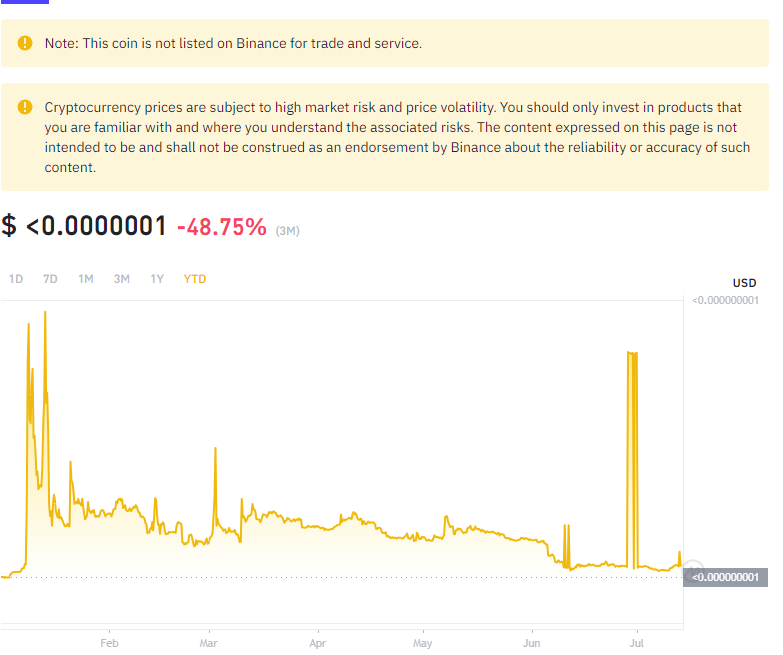 Note: This coin is not listed on Binance for trade and service.
Cryptocurrency prices are subject to high market risk and price volatility. You should only invest in products that
you are familiar with and where you understand the associated risks. The content expressed on this page is not
intended to be and shall not be construed as an endorsement by Binance about the reliability or accuracy of such
content.
$ <0.0000001 -48.75% (3M)
1D 7D 1M 3M 1Y YTD
USD
<0.000000001
<0.000000001
Feb Mar Apr May Jun Jul